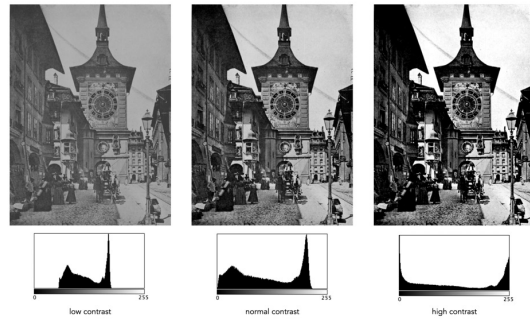 0 255
low contrast
0 255
normal contrast
0 255
high contrast